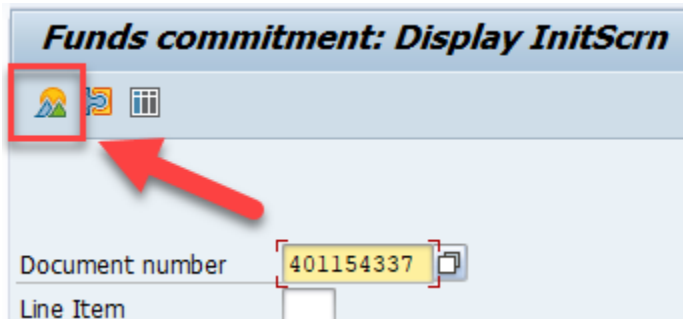 Funds commitment: Display InitScrn
Document number 401154337
Line Item